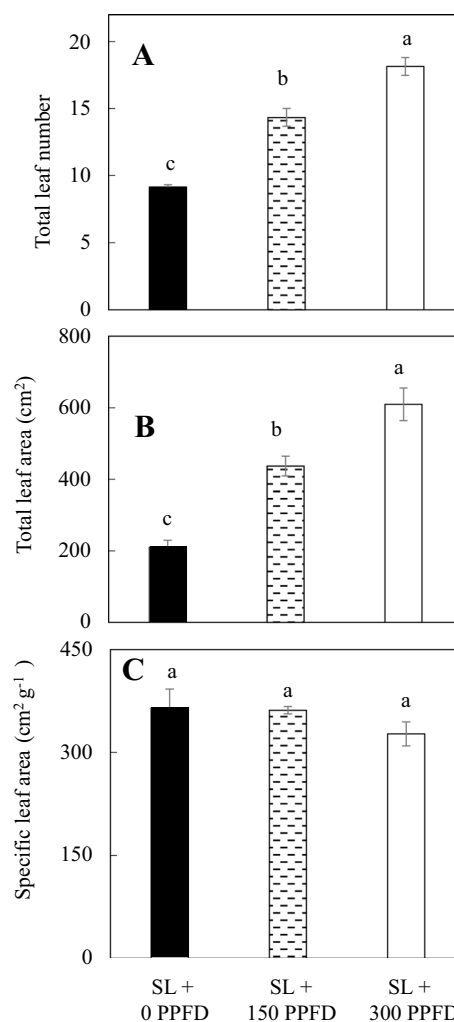 20
15
10
5
0
Total leaf number
A
c
b
a
800
600
400
200
0
Total leaf area (cm²)
B
c
b
a
450
300
150
0
Specific leaf area (cm² g⁻¹ )
C
a
a
a
SL +
0 PPFD
SL +
150 PPFD
SL +
300 PPFD